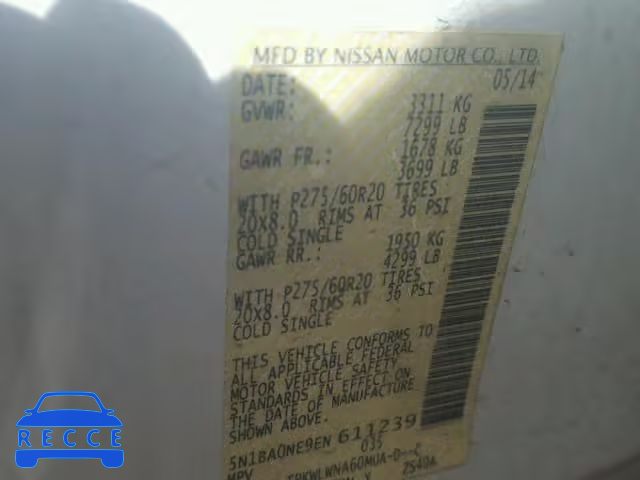 MFD BY NISSAN MOTOR CO., LTD.
DATE: 05/14
GVWR: 3311 KG
7299 LB
GAWR FR.: 1678 KG
3699 LB
WITH P275/60R20 TIRES
20X8.0 RIMS AT 36 PSI
COLD SINGLE
GAWR RR.: 1950 KG
4299 LB
WITH P275/60R20 TIRES
20X8.0 RIMS AT 36 PSI
COLD SINGLE
THIS VEHICLE CONFORMS TO
ALL APPLICABLE FEDERAL
MOTOR VEHICLE SAFETY
STANDARDS IN EFFECT ON
THE DATE OF MANUFACTURE
SHOWN ABOVE.
5N1BA0NE9EN 611239
MPV 035
RECCE